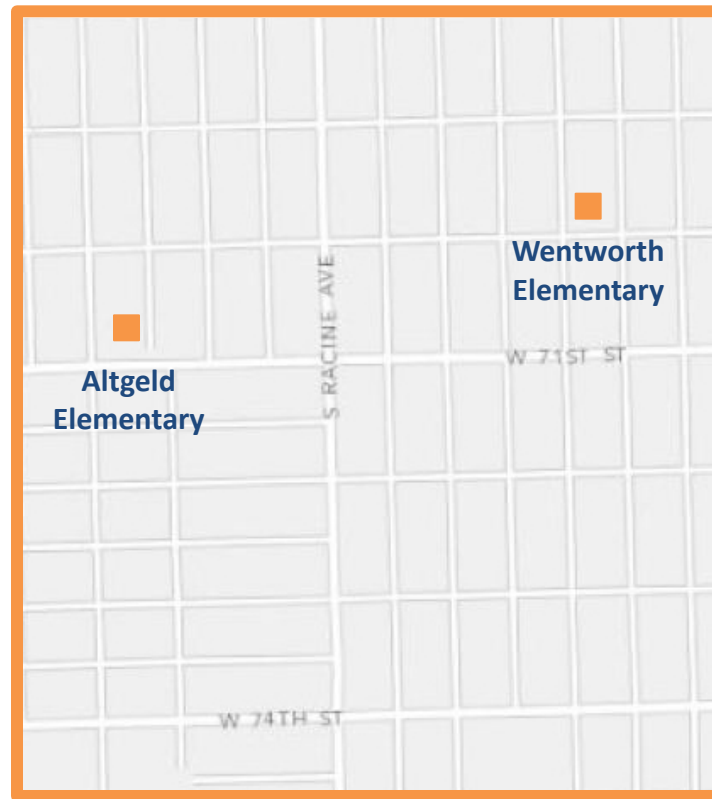 Wentworth
Elementary
S RACINE AVE
W 71ST ST
Altgeld
Elementary
W 74TH ST